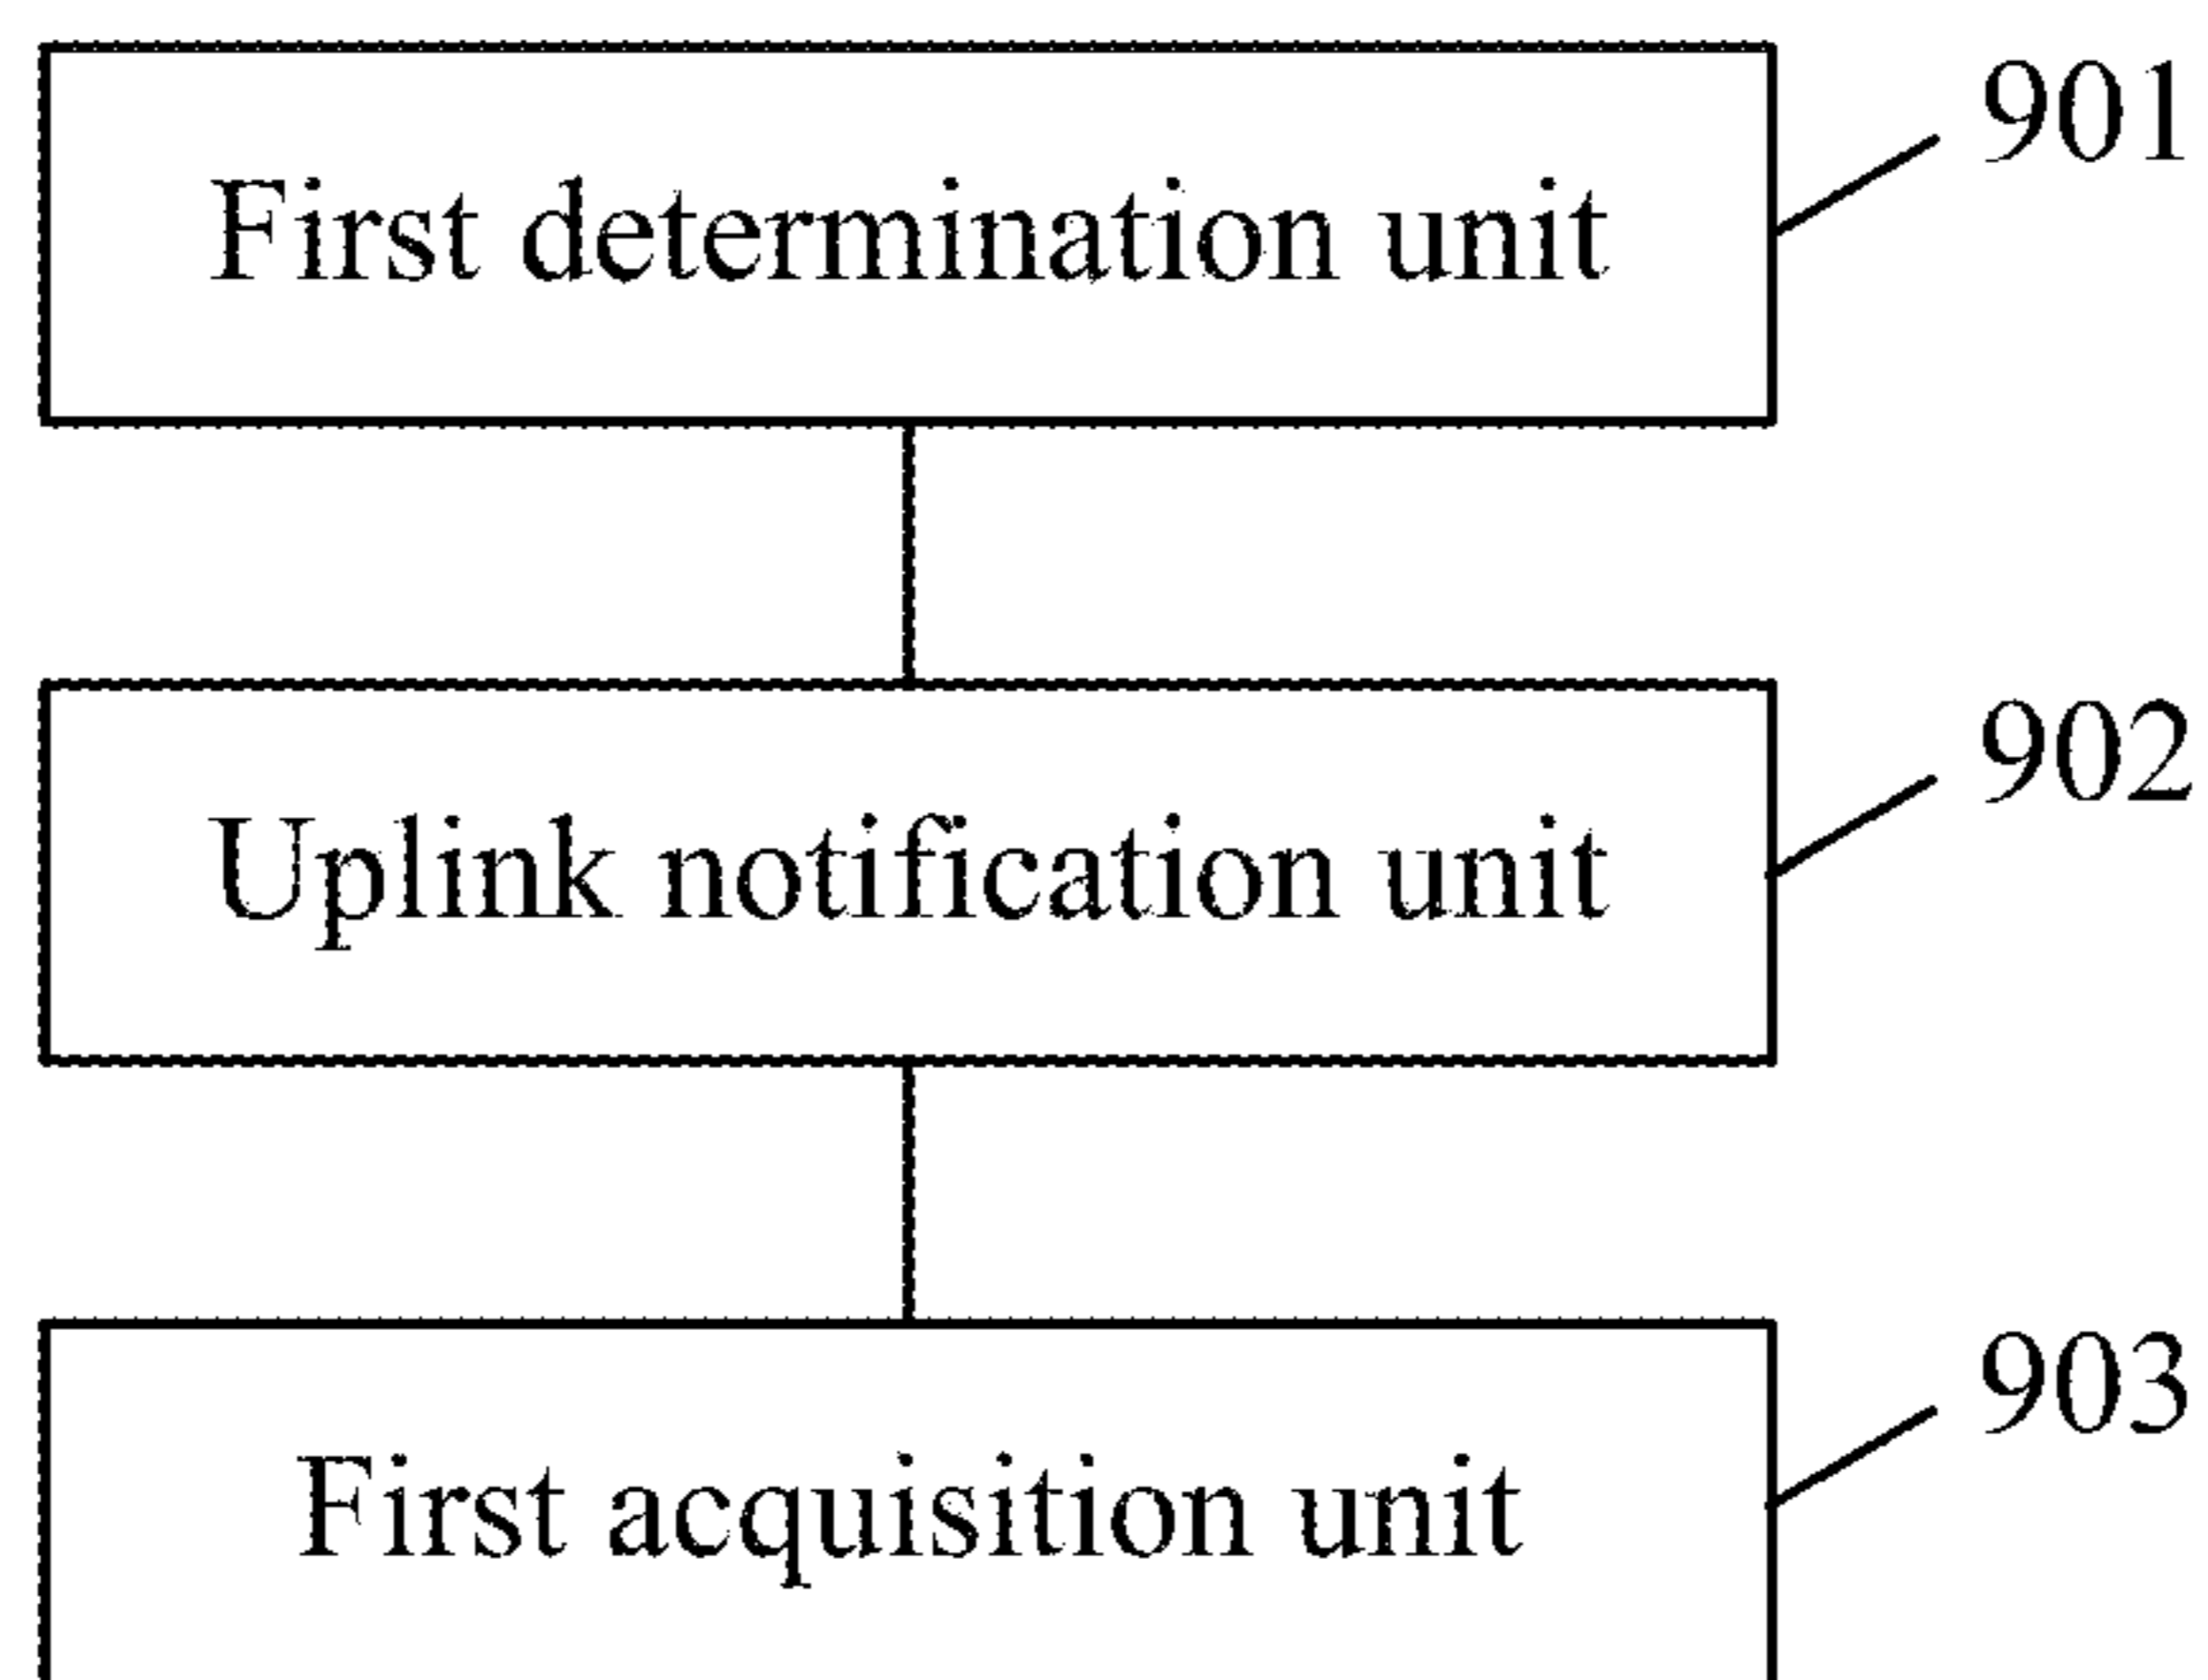 901
First determination unit
902
Uplink notification unit
903
First acquisition unit